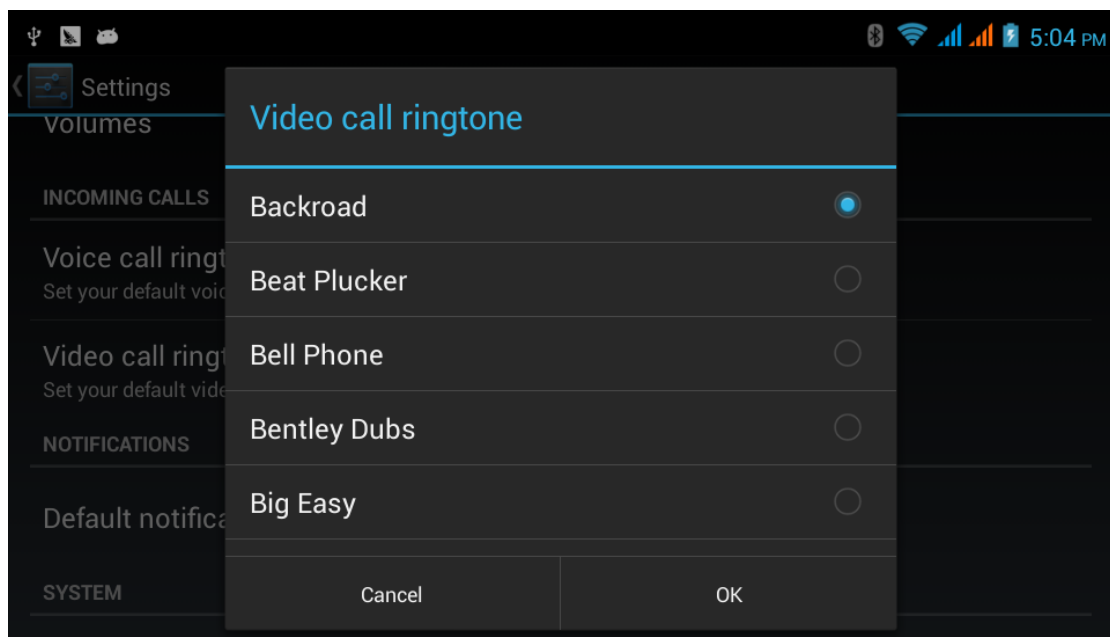 5:04 PM
Settings
Volumes
Video call ringtone
INCOMING CALLS
Backroad
Voice call ringt
Set your default voic
Beat Plucker
Video call ringt
Set your default vide
Bell Phone
NOTIFICATIONS
Bentley Dubs
Default notifica
Big Easy
SYSTEM
Cancel
OK